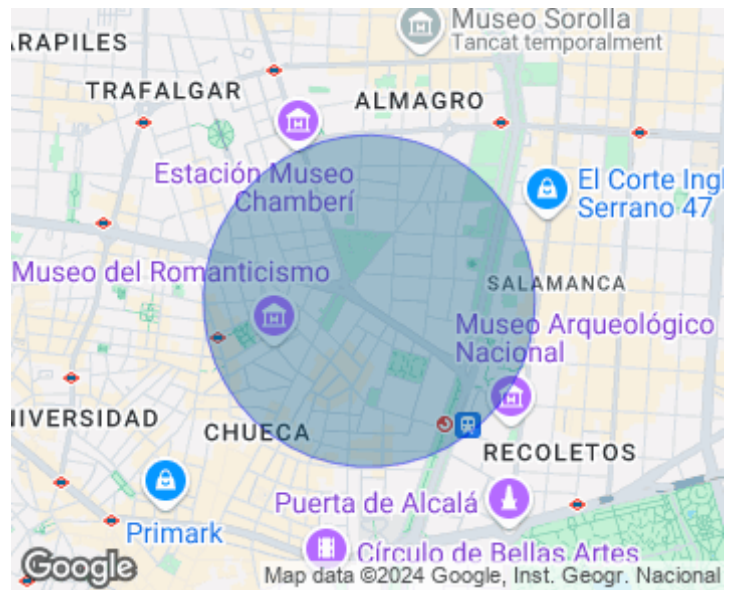 Museo Sorolla
Tancat temporalment
ARAPILES
TRAFALGAR
ALMAGRO
Estación Museo
Chamberí
El Corte Ingl
Serrano 47
Museo del Romanticismo
SALAMANCA
Museo Arqueológico
Nacional
NIVERSIDAD
CHUECA
RECOLETOS
Puerta de Alcalá
Primark
Círculo de Bellas Artes
Google
Map data ©2024 Google, Inst. Geogr. Nacional